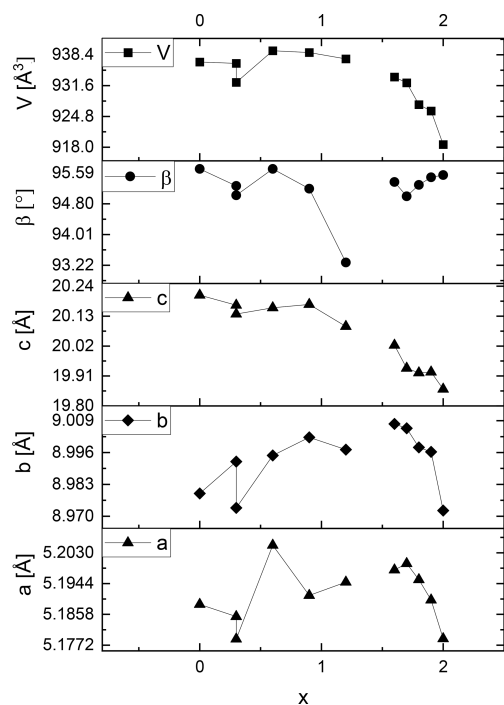 0 1 2
V [Å³]
938.4
931.6
924.8
918.0
V
β [°]
95.59
94.80
94.01
93.22
β
c [Å]
20.24
20.13
20.02
19.91
19.80
c
b [Å]
9.009
8.996
8.983
8.970
b
a [Å]
5.2030
5.1944
5.1858
5.1772
a
0 1 2
x